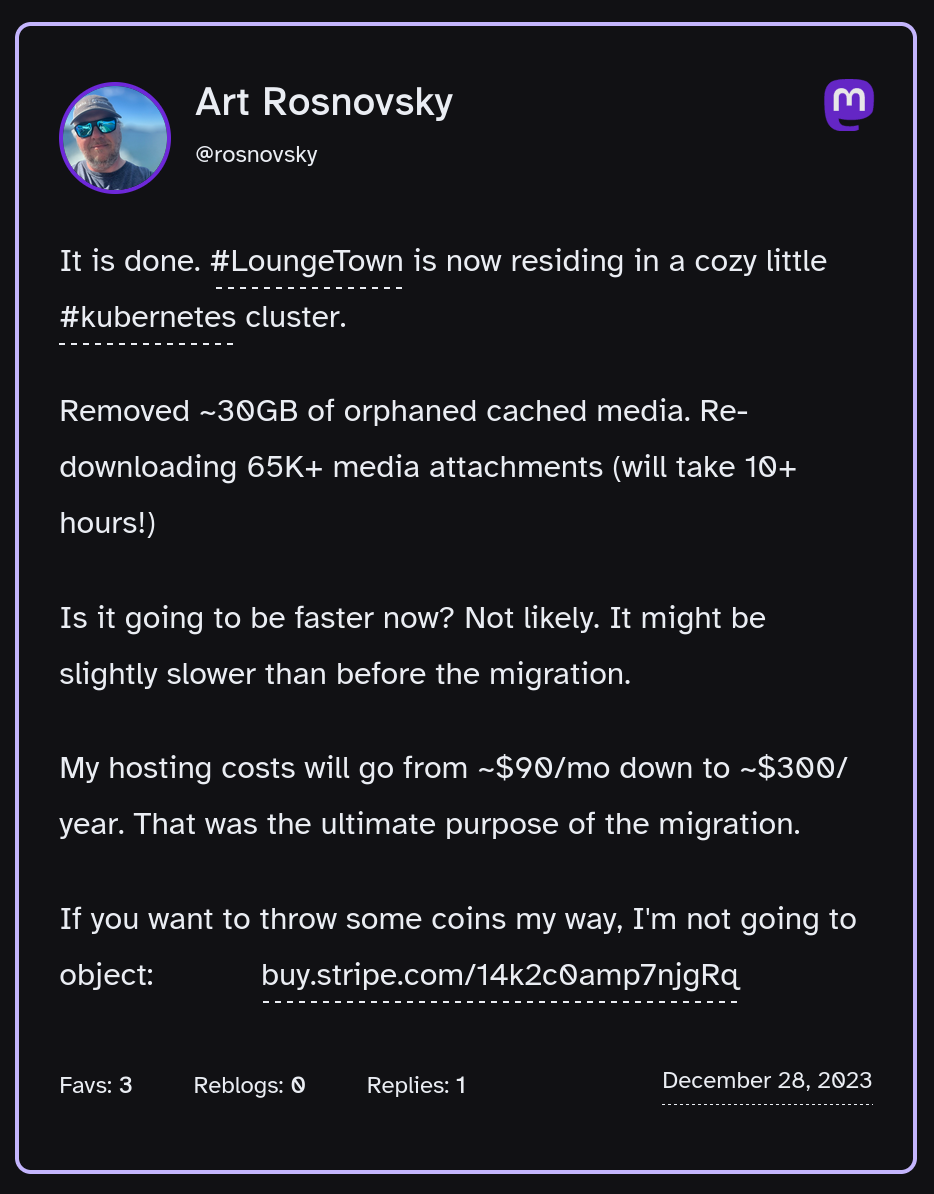 Art Rosnovsky
@rosnovsky
It is done. #LoungeTown is now residing in a cozy little
#kubernetes cluster.
Removed ~30GB of orphaned cached media. Re-
downloading 65K+ media attachments (will take 10+
hours!)
Is it going to be faster now? Not likely. It might be
slightly slower than before the migration.
My hosting costs will go from ~$90/mo down to ~$300/
year. That was the ultimate purpose of the migration.
If you want to throw some coins my way, I'm not going to
object: buy.stripe.com/14k2c0amp7njgRq
Favs: 3 Reblogs: 0 Replies: 1 December 28, 2023